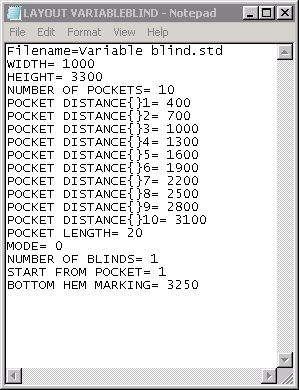 LAYOUT VARIABLEBLIND - Notepad
File Edit Format View Help
Filename=Variable blind.std
WIDTH= 1000
HEIGHT= 3300
NUMBER OF POCKETS= 10
POCKET DISTANCE{}1= 400
POCKET DISTANCE{}2= 700
POCKET DISTANCE{}3= 1000
POCKET DISTANCE{}4= 1300
POCKET DISTANCE{}5= 1600
POCKET DISTANCE{}6= 1900
POCKET DISTANCE{}7= 2200
POCKET DISTANCE{}8= 2500
POCKET DISTANCE{}9= 2800
POCKET DISTANCE{}10= 3100
POCKET LENGTH= 20
MODE= 0
NUMBER OF BLINDS= 1
START FROM POCKET= 1
BOTTOM HEM MARKING= 3250